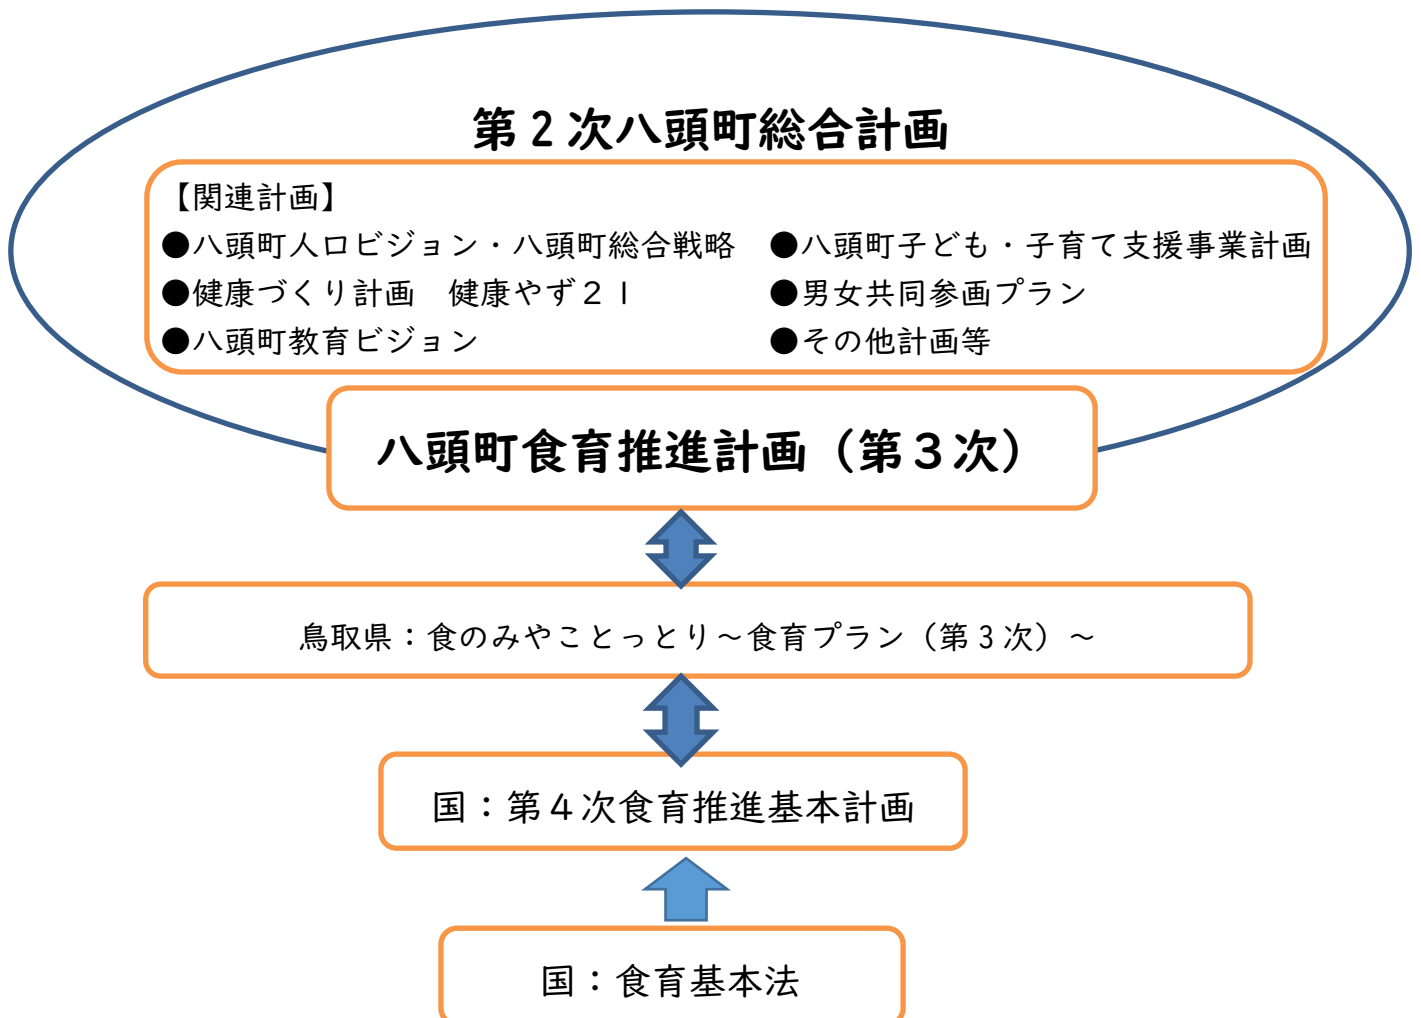 第２次八頭町総合計画
【関連計画】
●八頭町人口ビジョン・八頭町総合戦略　●八頭町子ども・子育て支援事業計画
●健康づくり計画　健康やず２１　●男女共同参画プラン
●八頭町教育ビジョン　●その他計画等
八頭町食育推進計画（第３次）
鳥取県：食のみやことっとり～食育プラン（第３次）～
国：第４次食育推進基本計画
国：食育基本法